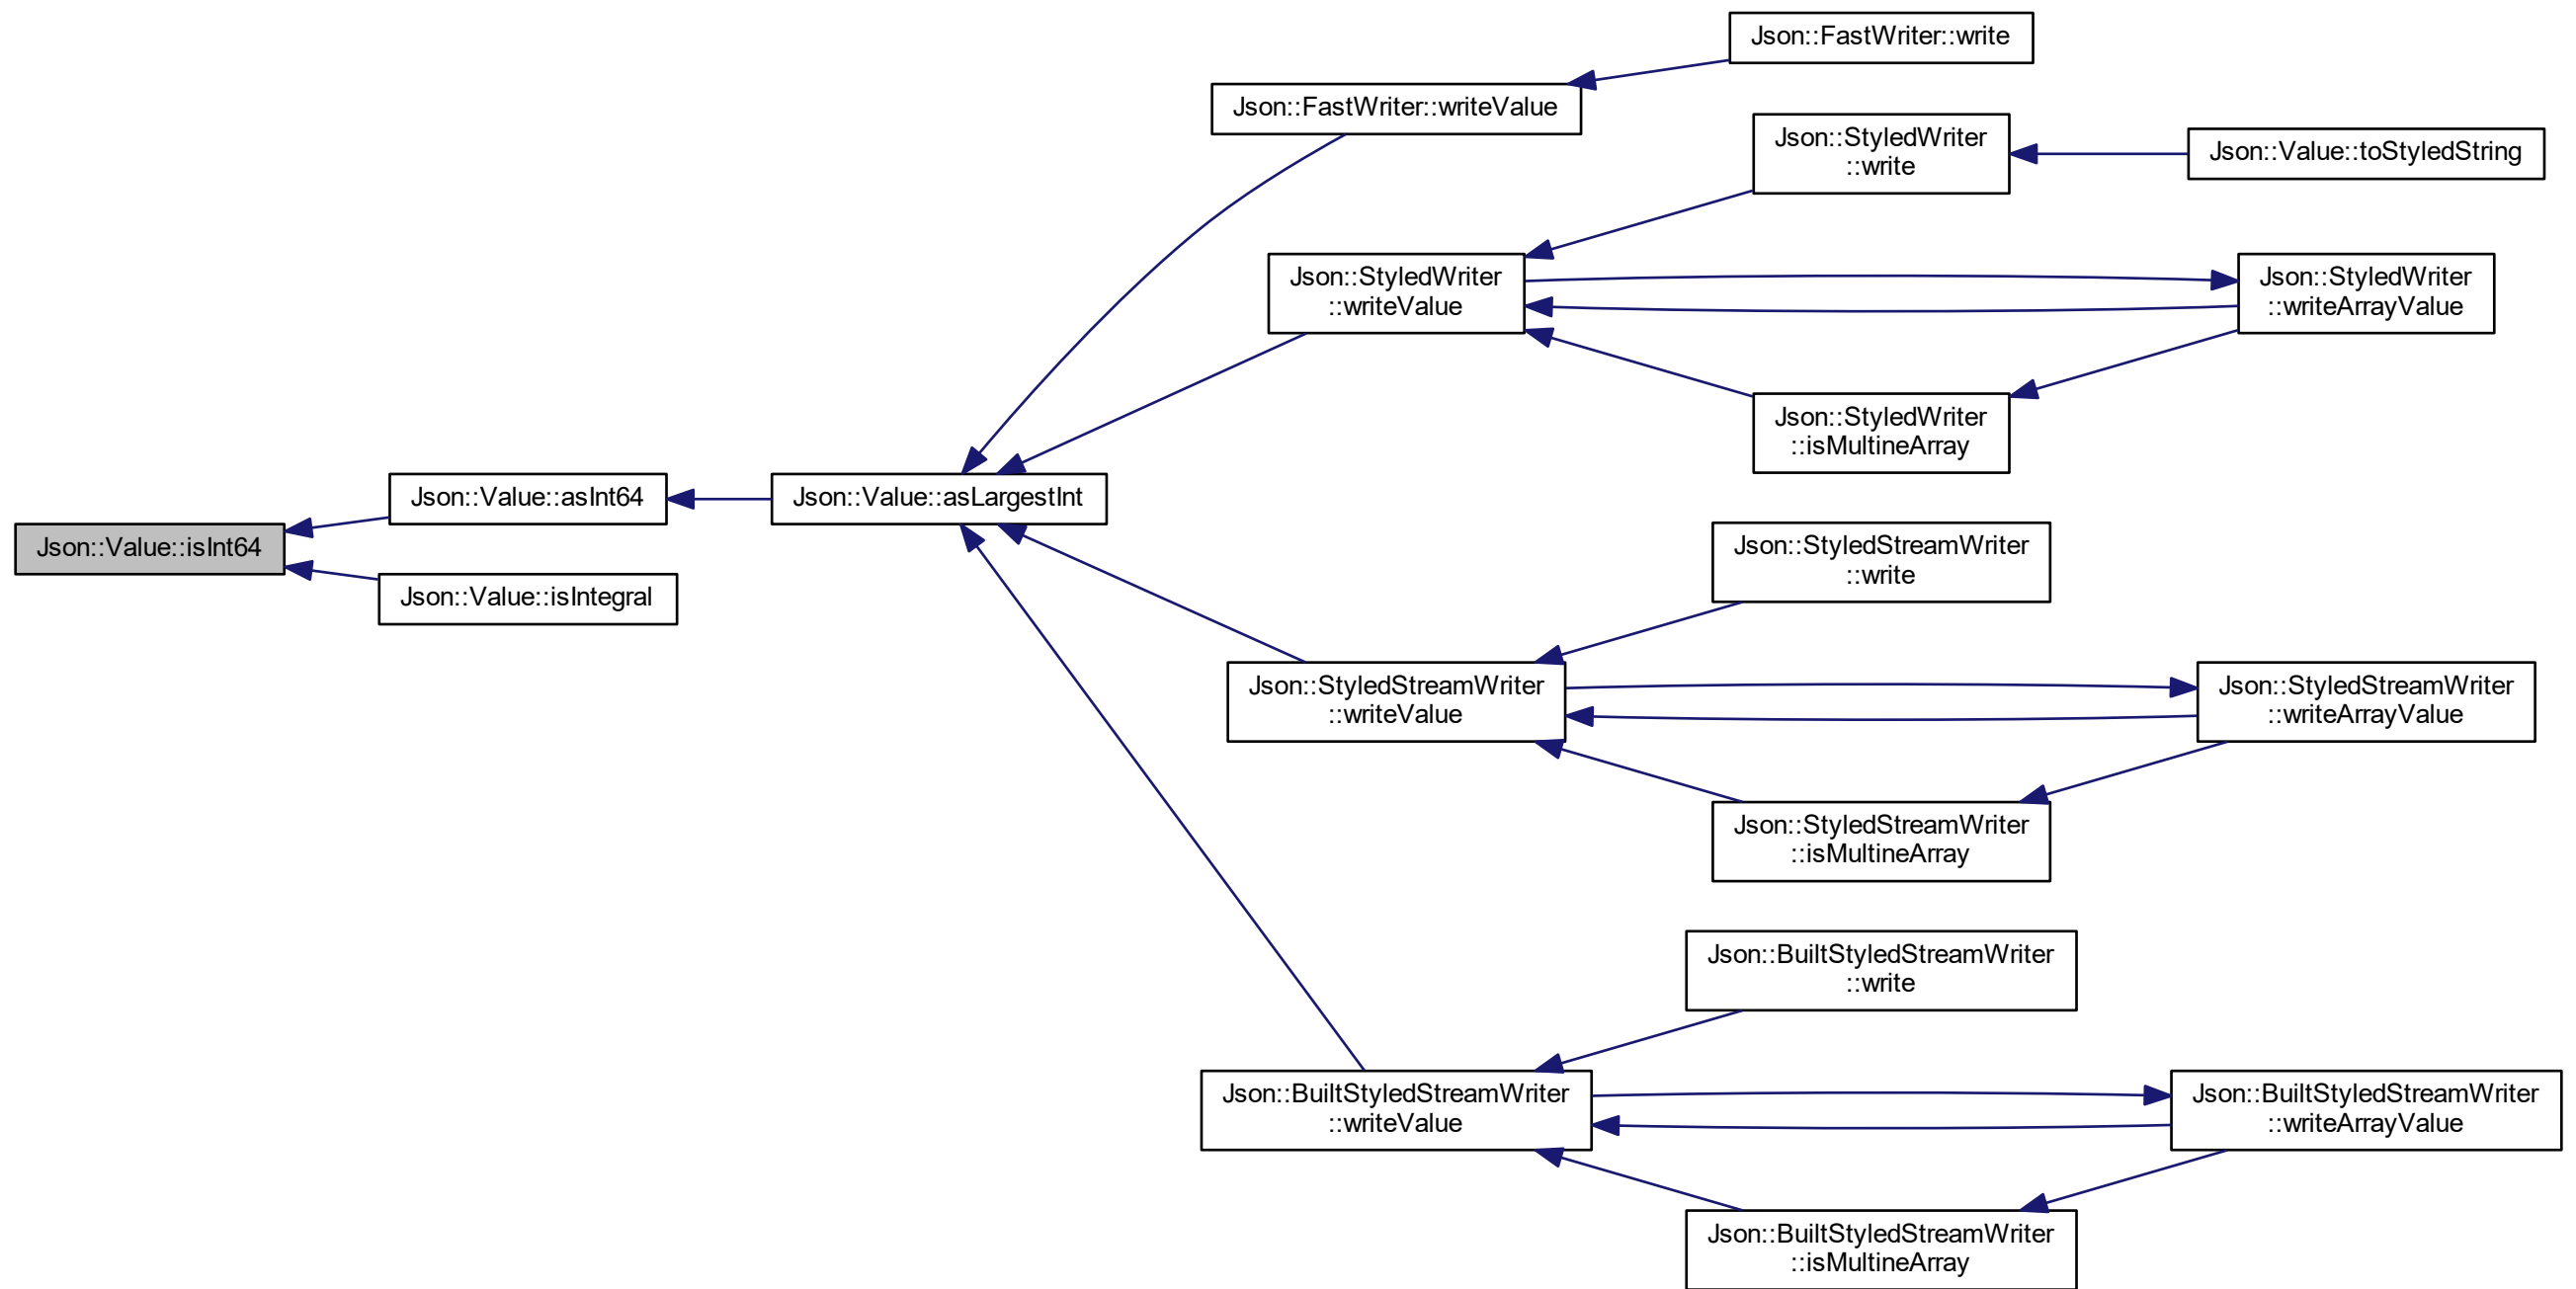 Json::FastWriter::write
Json::FastWriter::writeValue
Json::StyledWriter
::write
Json::Value::toStyledString
Json::StyledWriter
::writeValue
Json::StyledWriter
::writeArrayValue
Json::StyledWriter
::isMultineArray
Json::Value::asInt64
Json::Value::asLargestInt
Json::Value::isInt64
Json::Value::isIntegral
Json::StyledStreamWriter
::write
Json::StyledStreamWriter
::writeValue
Json::StyledStreamWriter
::writeArrayValue
Json::StyledStreamWriter
::isMultineArray
Json::BuiltStyledStreamWriter
::write
Json::BuiltStyledStreamWriter
::writeValue
Json::BuiltStyledStreamWriter
::writeArrayValue
Json::BuiltStyledStreamWriter
::isMultineArray